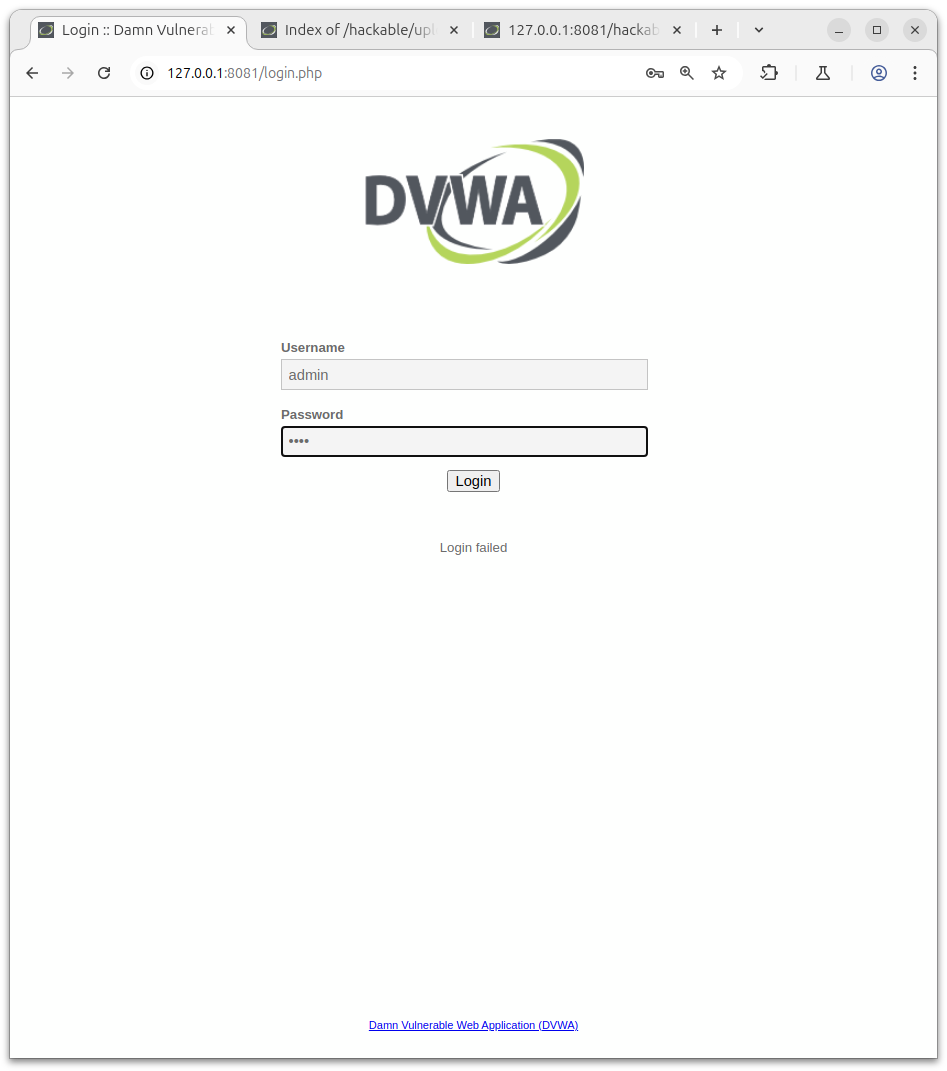 Login :: Damn Vulnerab
Index of /hackable/upl
127.0.0.1:8081/hackab
127.0.0.1:8081/login.php
DVWA
Username
admin
Password
••••
Login
Login failed
Damn Vulnerable Web Application (DVWA)